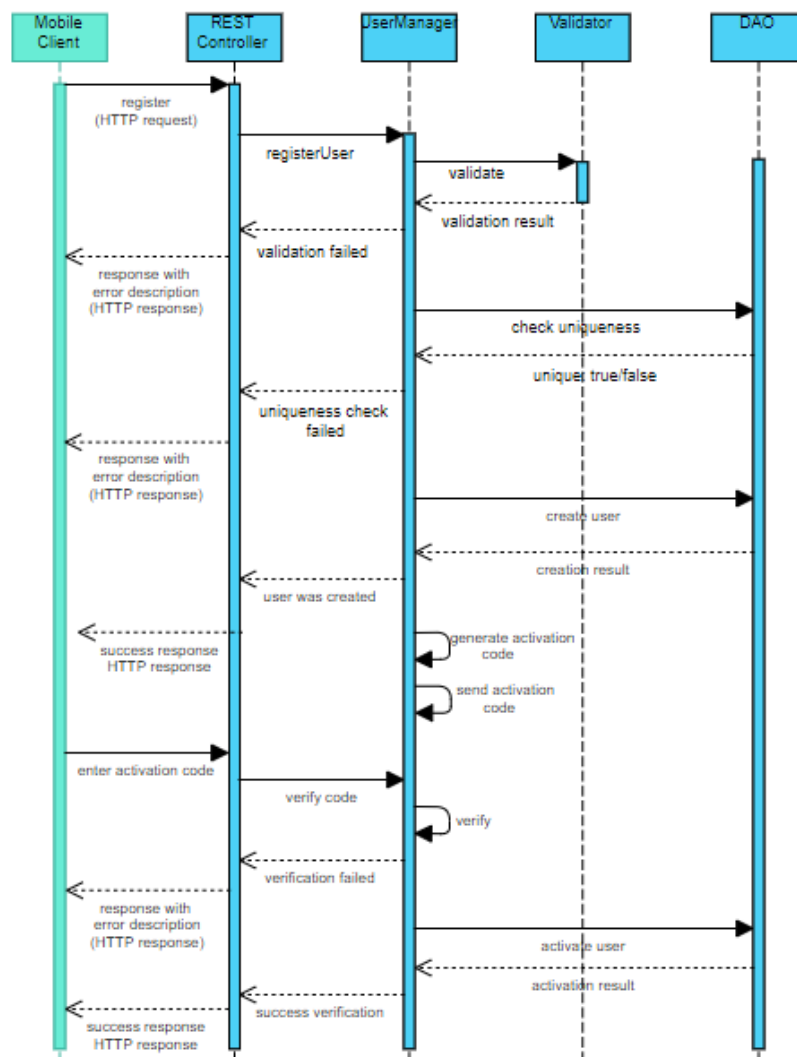 Mobile
Client
REST
Controller
UserManager
Validator
DAO
register
(HTTP request)
registerUser
validate
validation result
validation failed
response with
error description
(HTTP response)
check uniqueness
unique: true/false
uniqueness check
failed
response with
error description
(HTTP response)
create user
creation result
user was created
success response
HTTP response
generate activation
code
send activation
code
enter activation code
verify code
verify
verification failed
response with
error description
(HTTP response)
activate user
activation result
success verification
success response
HTTP response